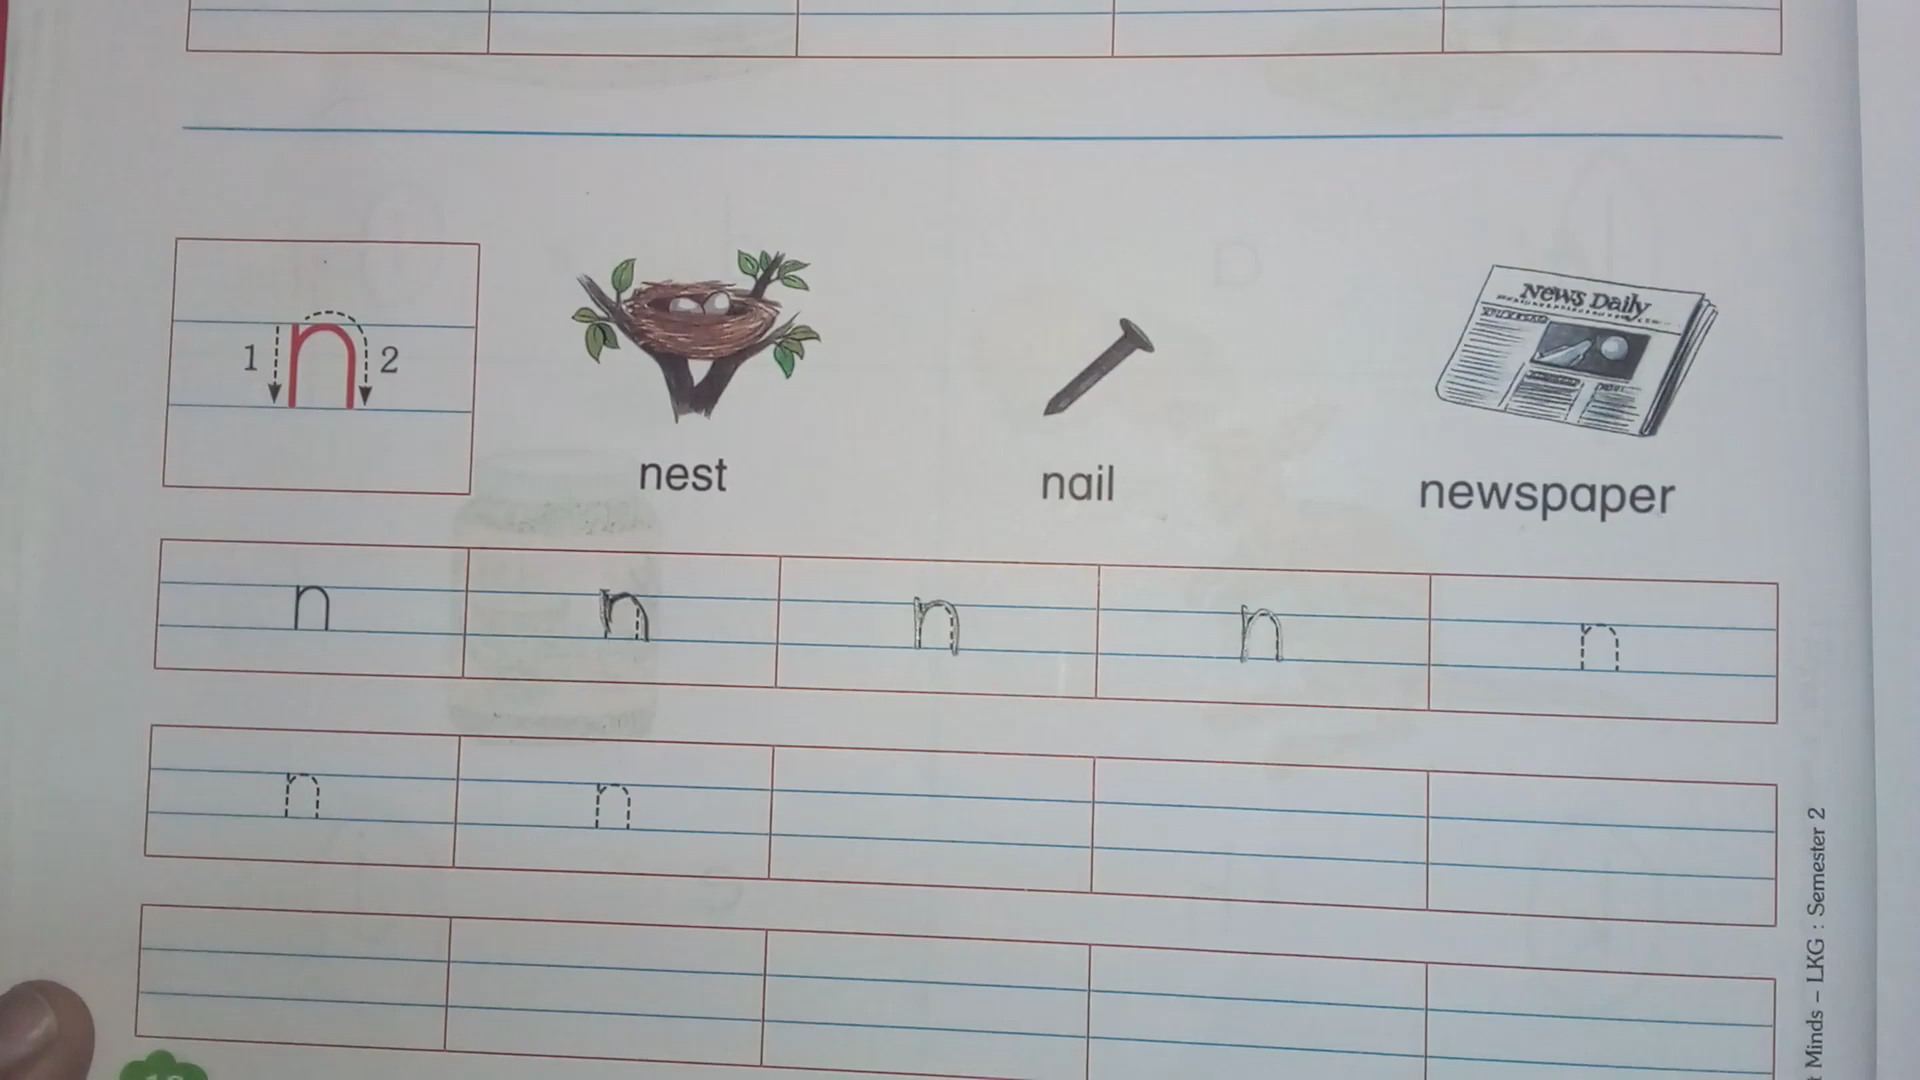 1 n 2
News Daily
nest nail newspaper
n n n n n
n n
Minds – LKG : Semester 2